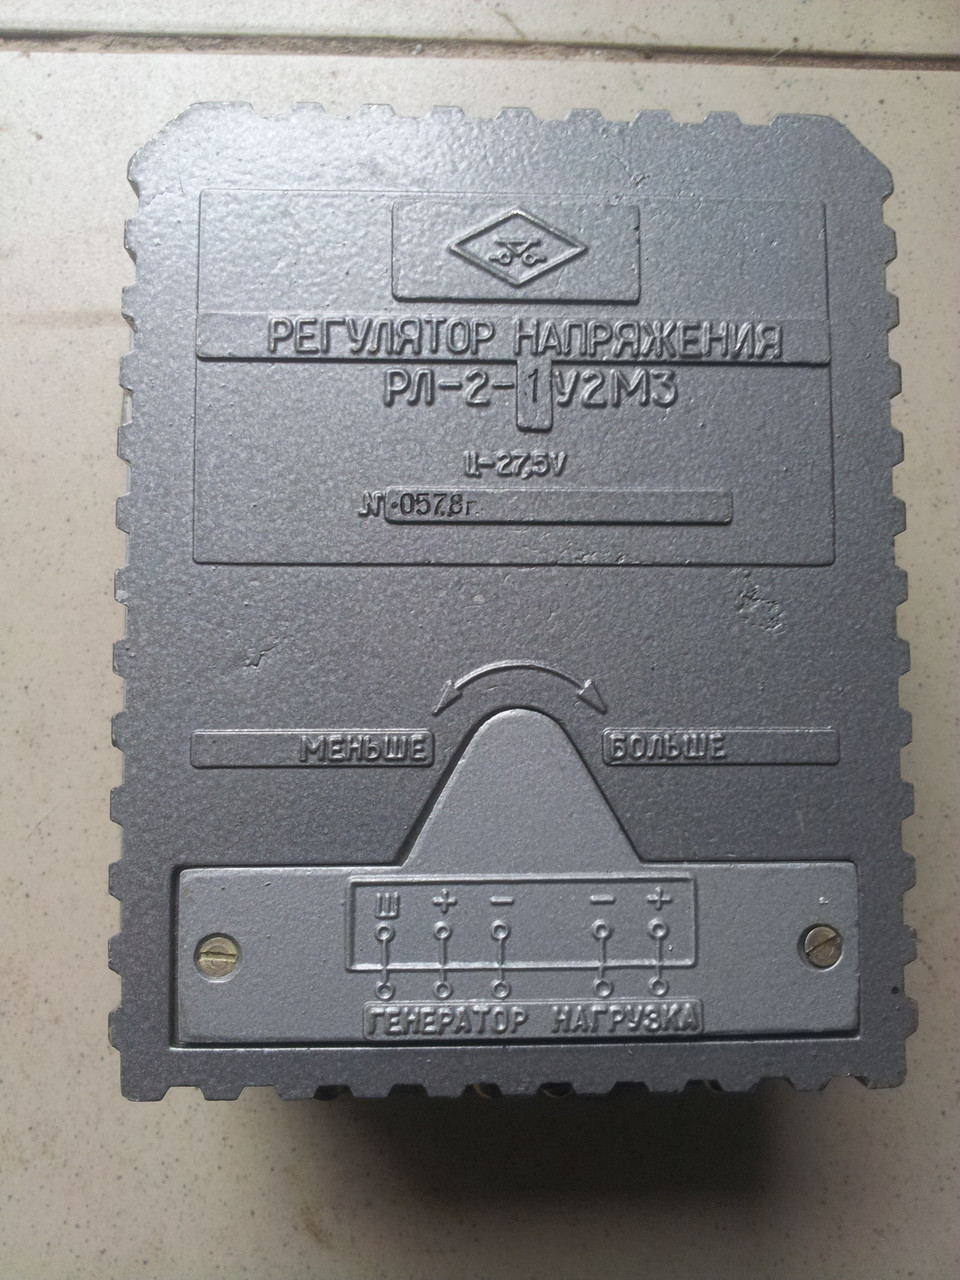 РЕГУЛЯТОР НАПРЯЖЕНИЯ
РЛ-2-1У2М3
Ц-27,5V
№ 0578г.
МЕНЬШЕ БОЛЬШЕ
Ш + - - +
ГЕНЕРАТОР НАГРУЗКА